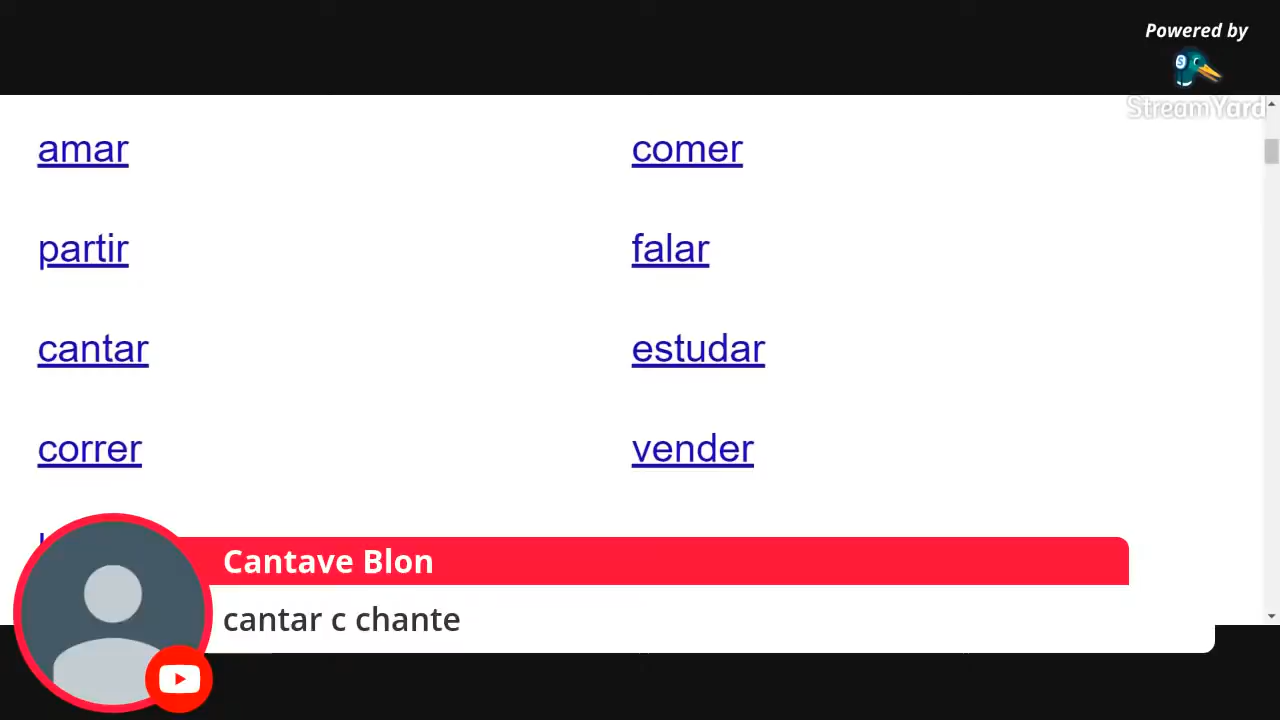 Powered by
StreamYard
amar
comer
partir
falar
cantar
estudar
correr
vender
Cantave Blon
cantar c chante